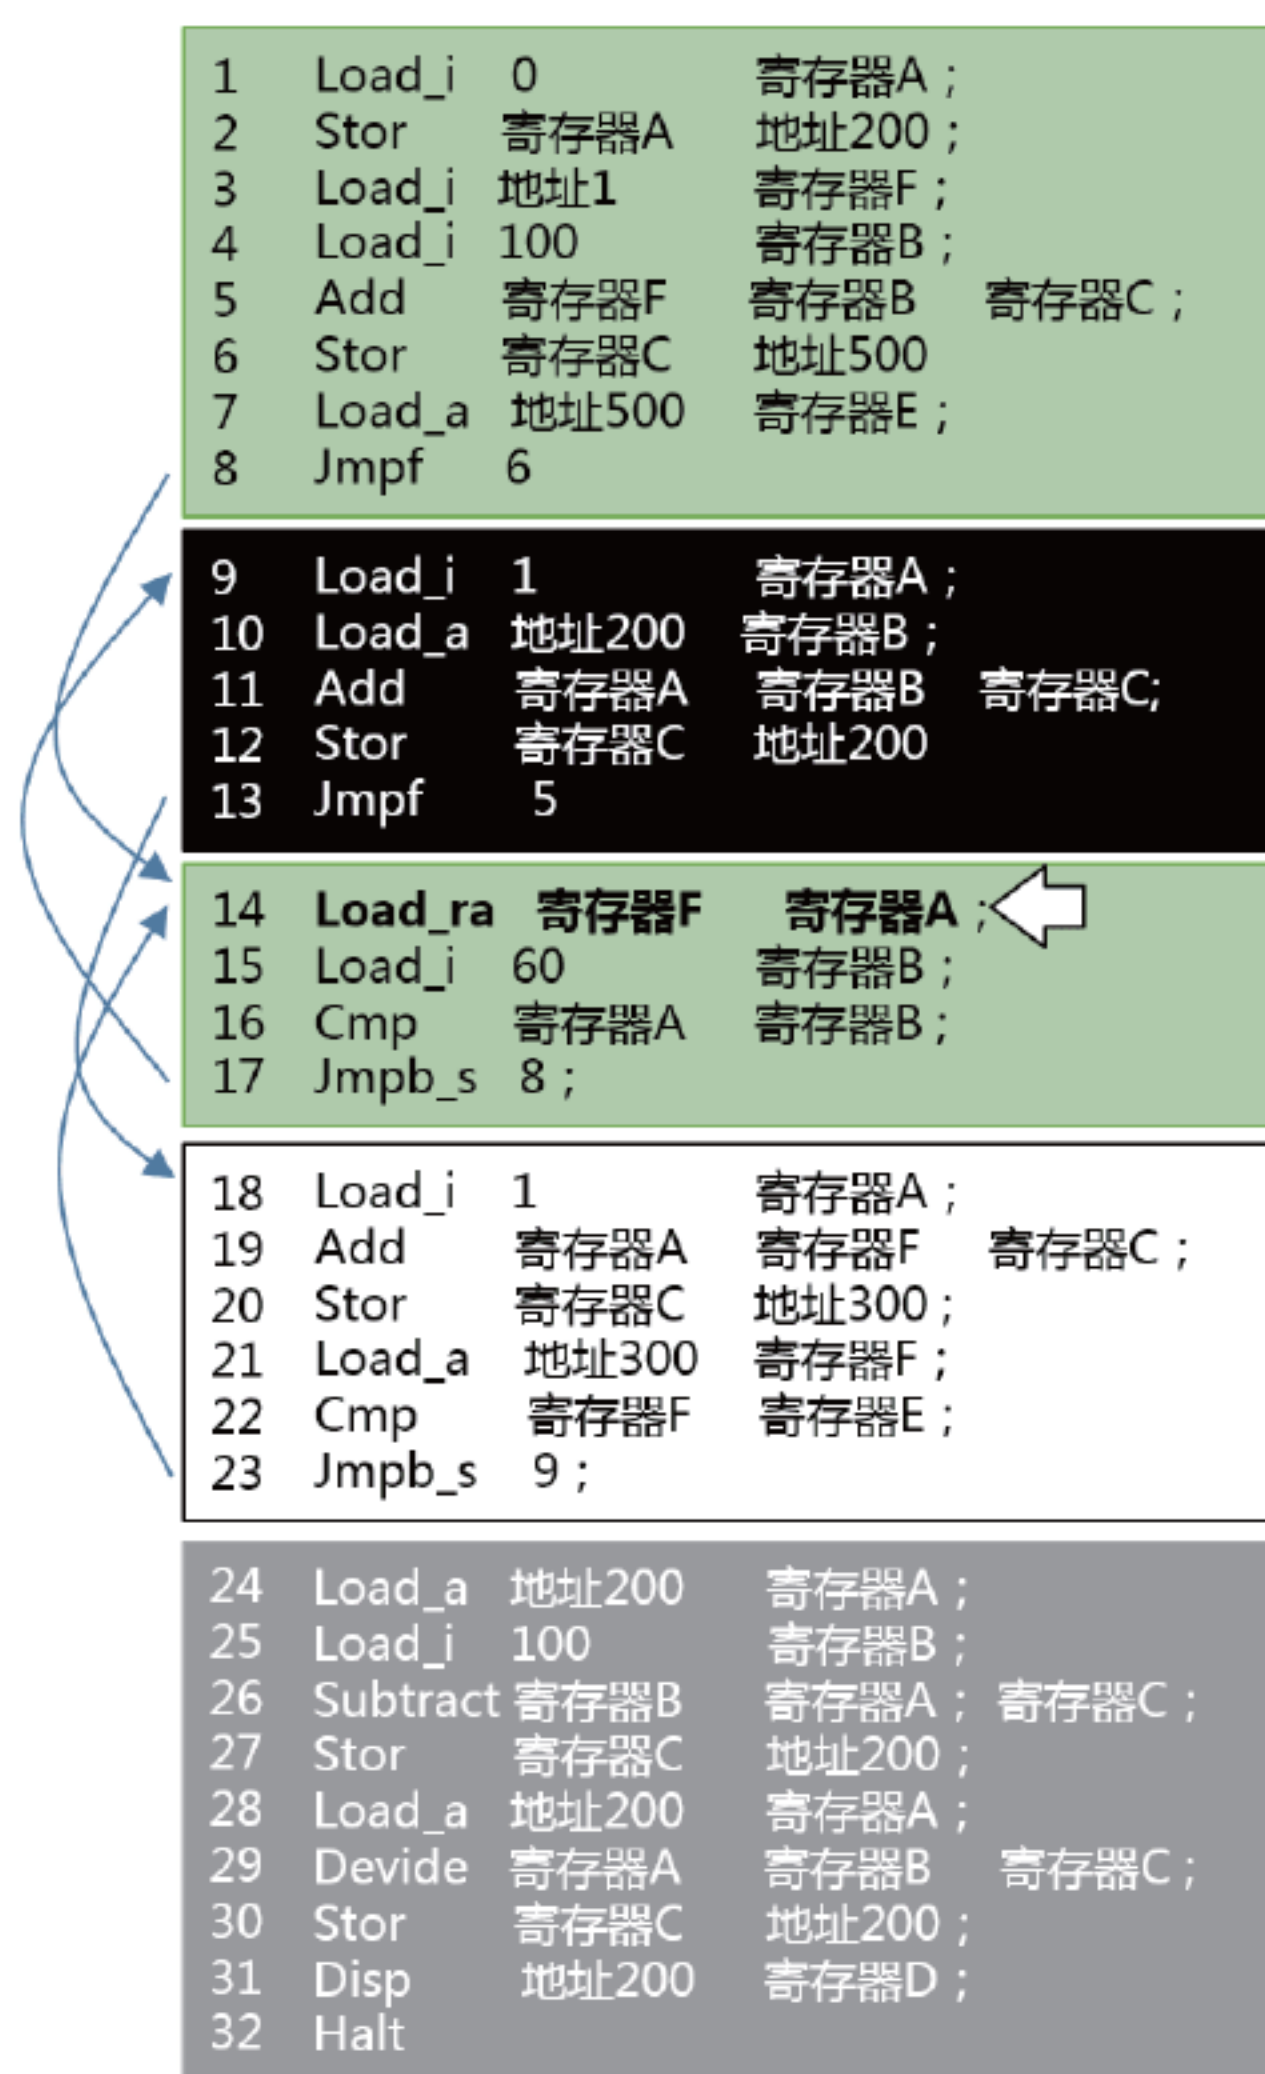 1 Load_i 0 寄存器A；
2 Stor 寄存器A 地址200；
3 Load_i 地址1 寄存器F；
4 Load_i 100 寄存器B；
5 Add 寄存器F 寄存器B 寄存器C；
6 Stor 寄存器C 地址500
7 Load_a 地址500 寄存器E；
8 Jmpf 6
9 Load_i 1 寄存器A；
10 Load_a 地址200 寄存器B；
11 Add 寄存器A 寄存器B 寄存器C;
12 Stor 寄存器C 地址200
13 Jmpf 5
14 Load_ra 寄存器F 寄存器A；
15 Load_i 60 寄存器B；
16 Cmp 寄存器A 寄存器B；
17 Jmpb_s 8；
18 Load_i 1 寄存器A；
19 Add 寄存器A 寄存器F 寄存器C；
20 Stor 寄存器C 地址300；
21 Load_a 地址300 寄存器F；
22 Cmp 寄存器F 寄存器E；
23 Jmpb_s 9；
24 Load_a 地址200 寄存器A；
25 Load_i 100 寄存器B；
26 Subtract 寄存器B 寄存器A；寄存器C；
27 Stor 寄存器C 地址200；
28 Load_a 地址200 寄存器A；
29 Devide 寄存器A 寄存器B 寄存器C；
30 Stor 寄存器C 地址200；
31 Disp 地址200 寄存器D；
32 Halt